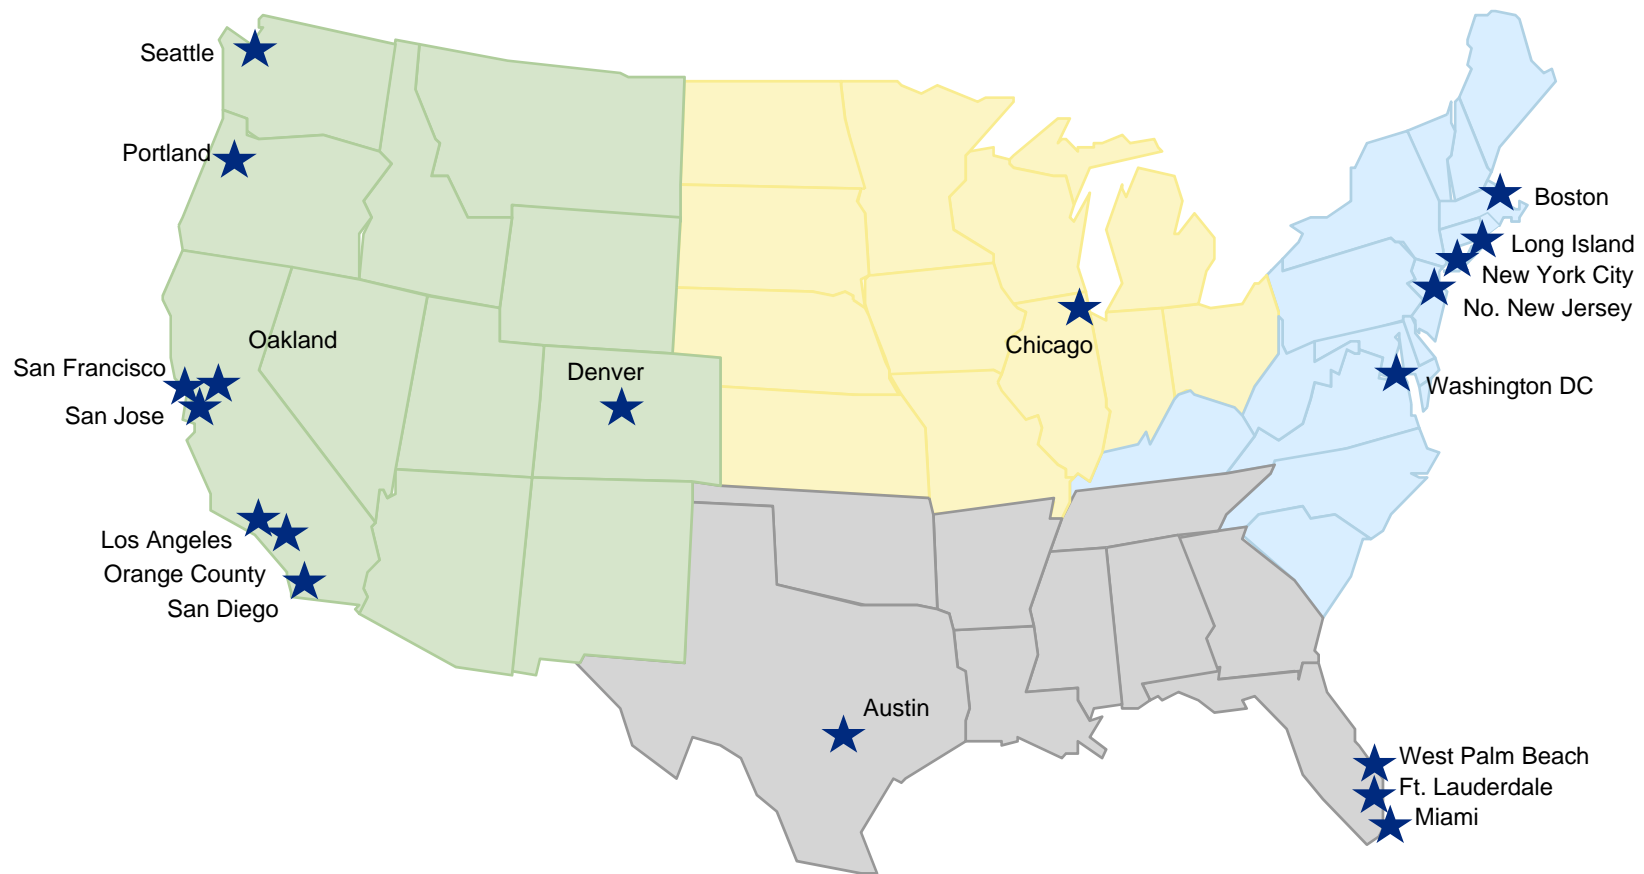 Seattle
Portland
Boston
Long Island
New York City
No. New Jersey
Oakland
Chicago
San Francisco
Denver
Washington DC
San Jose
Los Angeles
Orange County
San Diego
Austin
West Palm Beach
Ft. Lauderdale
Miami